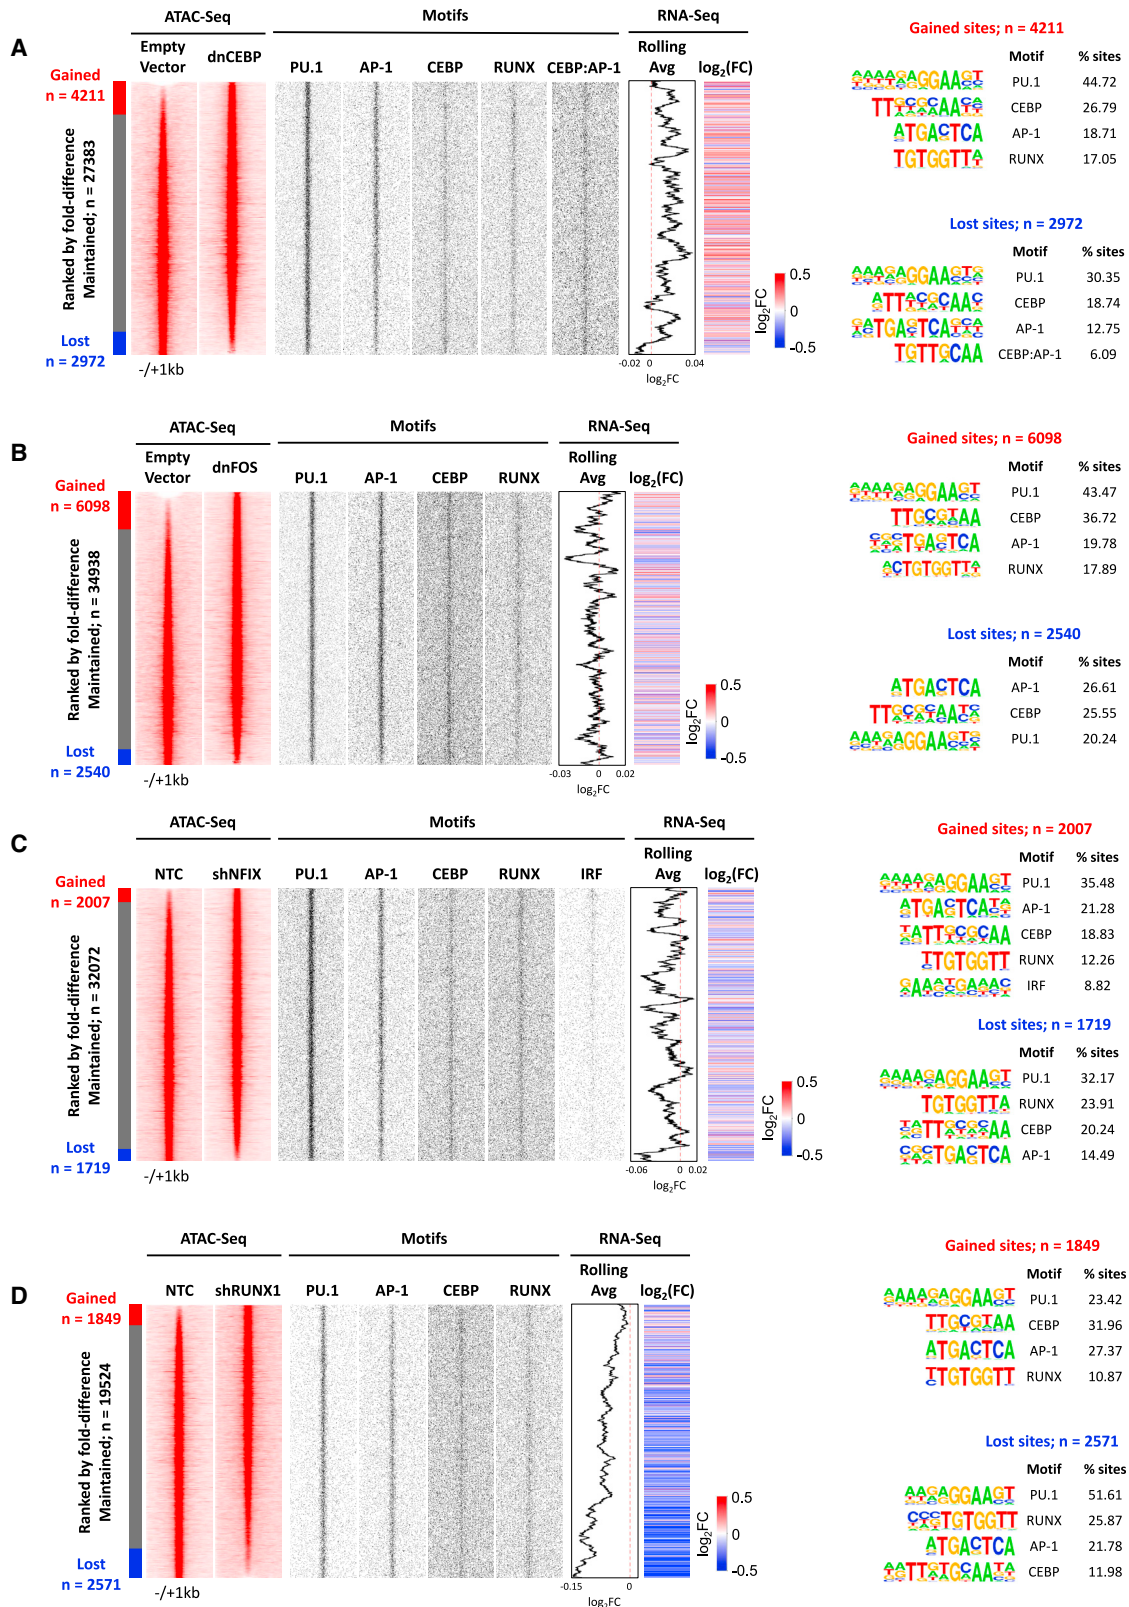 A
ATAC-Seq
Motifs
RNA-Seq
Empty Vector
dnCEBP
PU.1
AP-1
CEBP
RUNX
CEBP:AP-1
Rolling Avg
log2(FC)
Gained
n = 4211
Ranked by fold-difference
Maintained; n = 27383
Lost
n = 2972
-/+1kb
-0.02 0 0.04
log2FC
0.5
0
-0.5
log2FC
Gained sites; n = 4211
Motif % sites
PU.1 44.72
CEBP 26.79
AP-1 18.71
RUNX 17.05
Lost sites; n = 2972
Motif % sites
PU.1 30.35
CEBP 18.74
AP-1 12.75
CEBP:AP-1 6.09
B
ATAC-Seq
Motifs
RNA-Seq
Empty Vector
dnFOS
PU.1
AP-1
CEBP
RUNX
Rolling Avg
log2(FC)
Gained
n = 6098
Ranked by fold-difference
Maintained; n = 34938
Lost
n = 2540
-/+1kb
-0.03 0 0.02
log2FC
0.5
0
-0.5
log2FC
Gained sites; n = 6098
Motif % sites
PU.1 43.47
CEBP 36.72
AP-1 19.78
RUNX 17.89
Lost sites; n = 2540
Motif % sites
AP-1 26.61
CEBP 25.55
PU.1 20.24
C
ATAC-Seq
Motifs
RNA-Seq
NTC
shNFIX
PU.1
AP-1
CEBP
RUNX
IRF
Rolling Avg
log2(FC)
Gained
n = 2007
Ranked by fold-difference
Maintained; n = 32072
Lost
n = 1719
-/+1kb
-0.06 0 0.02
log2FC
0.5
0
-0.5
log2FC
Gained sites; n = 2007
Motif % sites
PU.1 35.48
AP-1 21.28
CEBP 18.83
RUNX 12.26
IRF 8.82
Lost sites; n = 1719
Motif % sites
PU.1 32.17
RUNX 23.91
CEBP 20.24
AP-1 14.49
D
ATAC-Seq
Motifs
RNA-Seq
NTC
shRUNX1
PU.1
AP-1
CEBP
RUNX
Rolling Avg
log2(FC)
Gained
n = 1849
Ranked by fold-difference
Maintained; n = 19524
Lost
n = 2571
-/+1kb
-0.15 0
log2FC
0.5
0
-0.5
log2FC
Gained sites; n = 1849
Motif % sites
PU.1 23.42
CEBP 31.96
AP-1 27.37
RUNX 10.87
Lost sites; n = 2571
Motif % sites
PU.1 51.61
RUNX 25.87
AP-1 21.78
CEBP 11.98